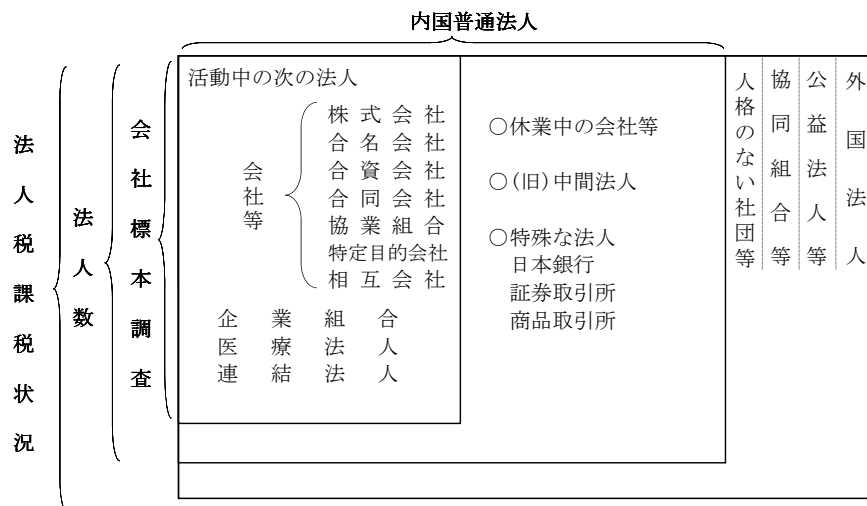 内国普通法人
法人税課税状況
法人数
会社標本調査
活動中の次の法人
会社等
株式会社
合名会社
合資会社
合同会社
協業組合
特定目的会社
相互会社
企業組合
医療法人
連結法人
○休業中の会社等
○(旧)中間法人
○特殊な法人
日本銀行
証券取引所
商品取引所
人格のない社団等
協同組合等
公益法人等
外国法人